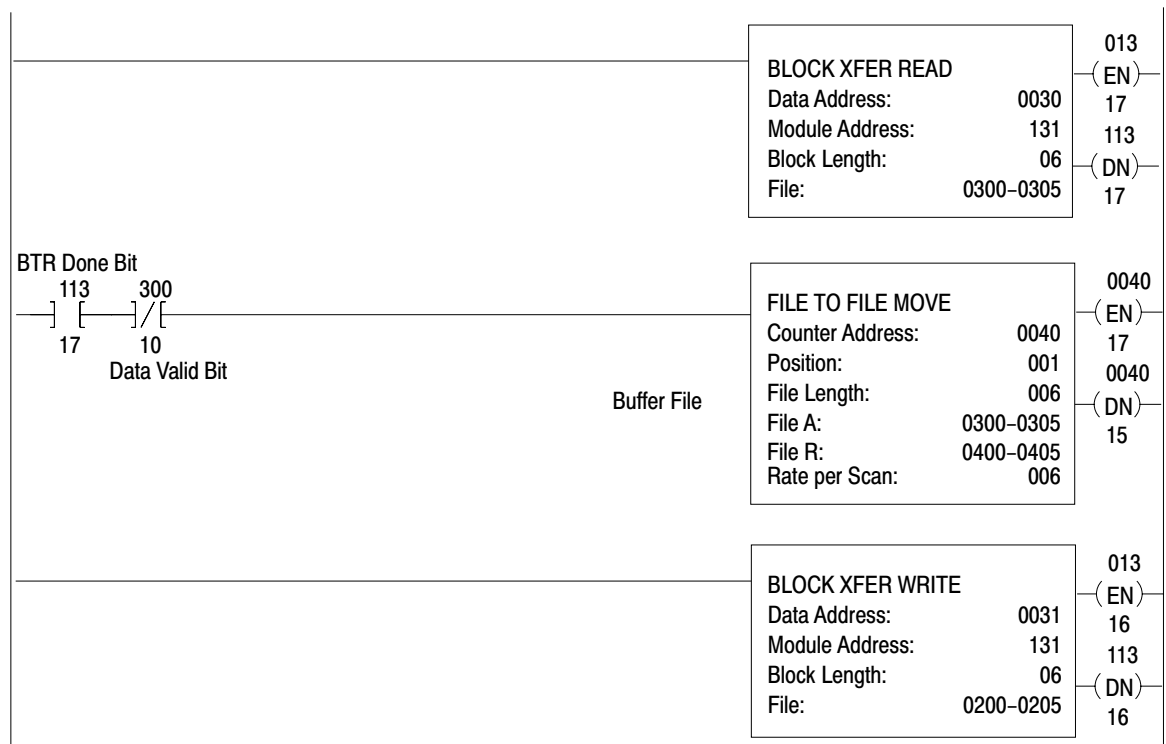 013
BLOCK XFER READ
(EN)
Data Address: 0030
17
Module Address: 131
113
Block Length: 06
(DN)
File: 0300-0305
17
BTR Done Bit
113 300
17 10
Data Valid Bit
0040
FILE TO FILE MOVE
(EN)
Counter Address: 0040
17
Position: 001
0040
Buffer File
File Length: 006
(DN)
File A: 0300-0305
15
File R: 0400-0405
Rate per Scan: 006
013
BLOCK XFER WRITE
(EN)
Data Address: 0031
16
Module Address: 131
113
Block Length: 06
(DN)
File: 0200-0205
16